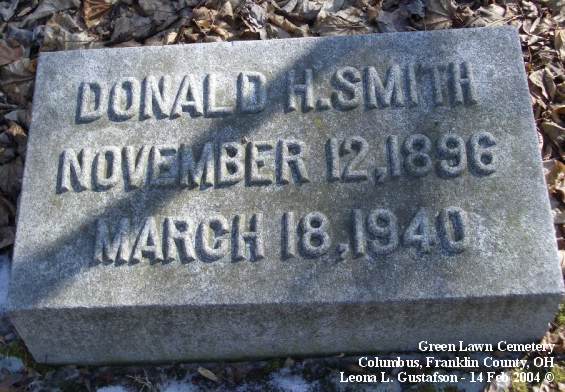 DONALD H. SMITH
NOVEMBER 12, 1896
MARCH 18, 1940
Green Lawn Cemetery
Columbus, Franklin County, OH
Leona L. Gustafson - 14 Feb 2004 ©